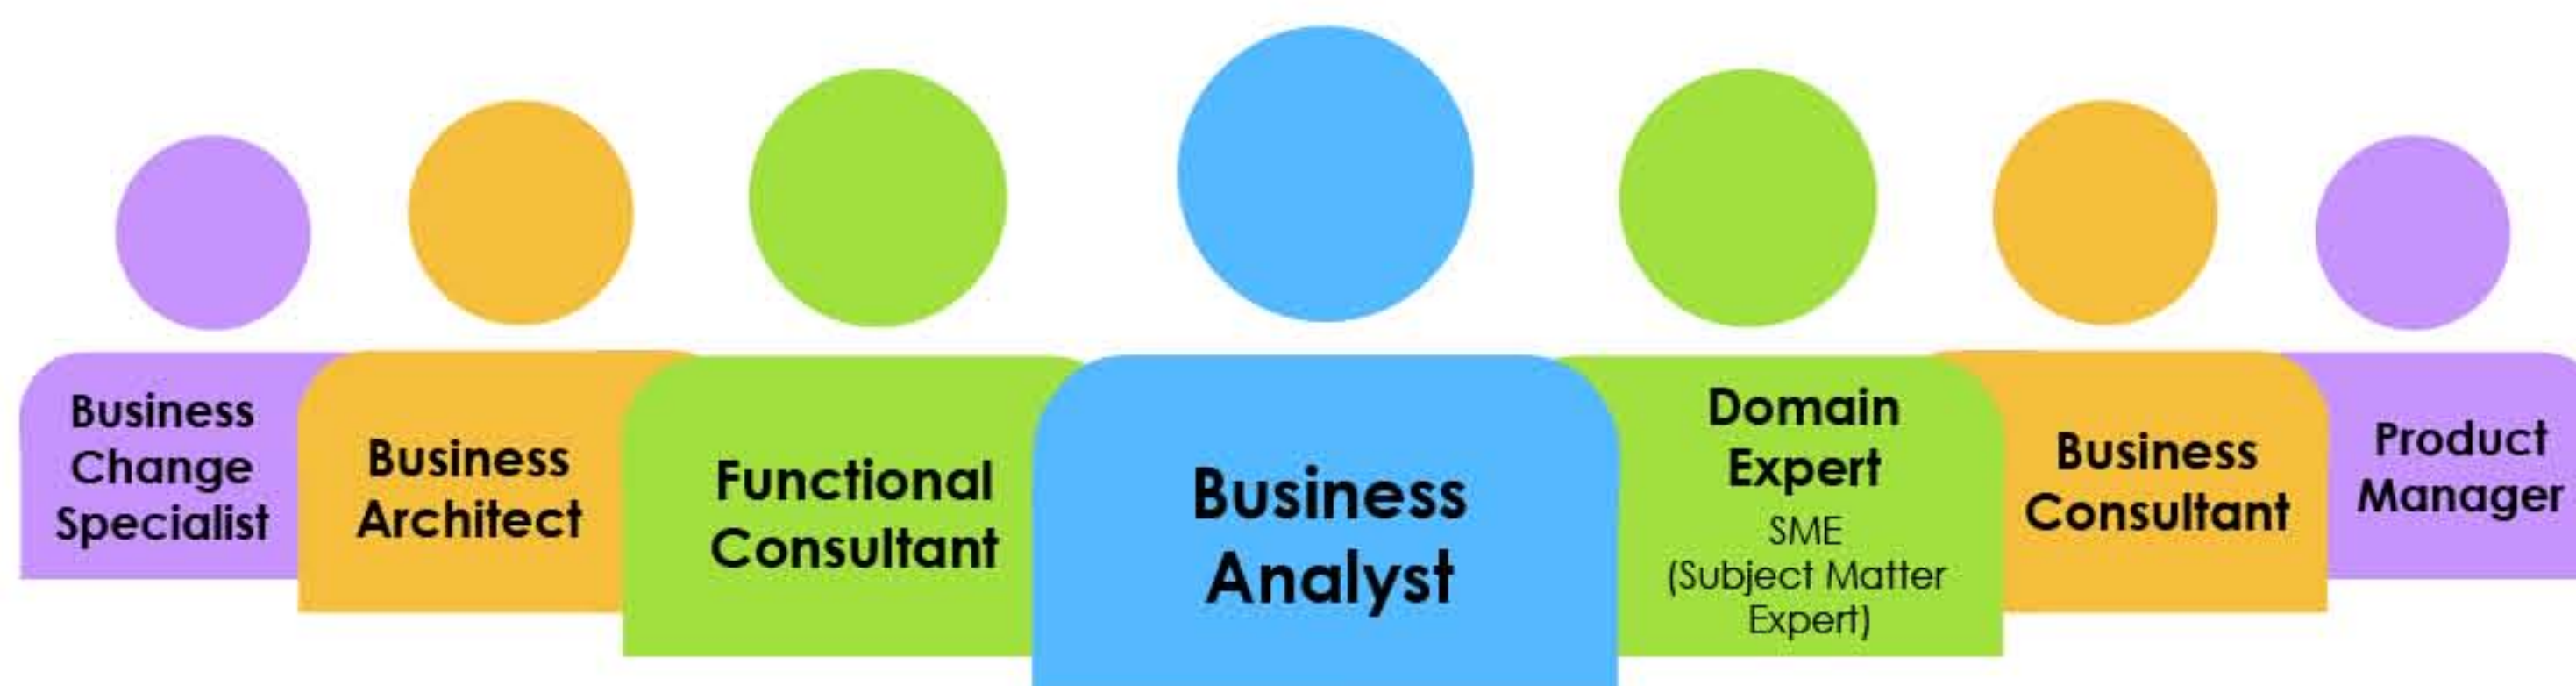 Business
Change
Specialist
Business
Architect
Functional
Consultant
Business
Analyst
Domain
Expert
SME
(Subject Matter
Expert)
Business
Consultant
Product
Manager